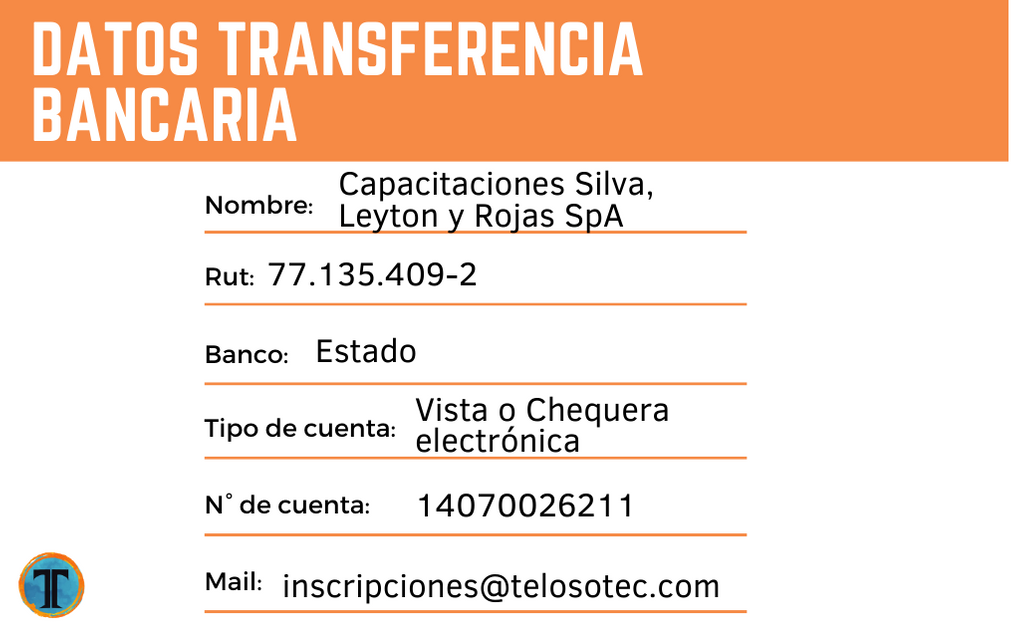 DATOS TRANSFERENCIA
BANCARIA
Nombre: Capacitaciones Silva,
Leyton y Rojas SpA
Rut: 77.135.409-2
Banco: Estado
Tipo de cuenta: Vista o Chequera
electrónica
N° de cuenta: 14070026211
Mail: inscripciones@telosotec.com
T